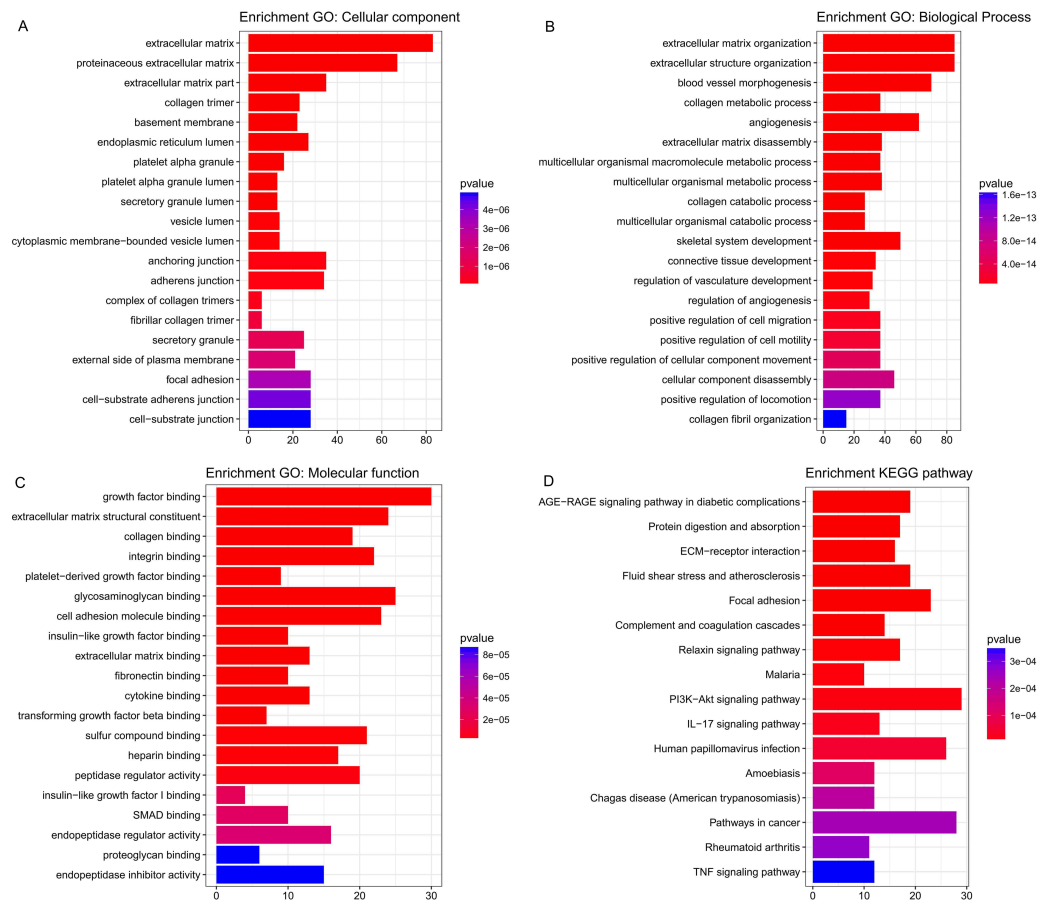 A
Enrichment GO: Cellular component
extracellular matrix
proteinaceous extracellular matrix
extracellular matrix part
collagen trimer
basement membrane
endoplasmic reticulum lumen
platelet alpha granule
platelet alpha granule lumen
secretory granule lumen
vesicle lumen
cytoplasmic membrane−bounded vesicle lumen
anchoring junction
adherens junction
complex of collagen trimers
fibrillar collagen trimer
secretory granule
external side of plasma membrane
focal adhesion
cell−substrate adherens junction
cell−substrate junction
0 20 40 60 80
pvalue
4e−06
3e−06
2e−06
1e−06
B
Enrichment GO: Biological Process
extracellular matrix organization
extracellular structure organization
blood vessel morphogenesis
collagen metabolic process
angiogenesis
extracellular matrix disassembly
multicellular organismal macromolecule metabolic process
multicellular organismal metabolic process
collagen catabolic process
multicellular organismal catabolic process
skeletal system development
connective tissue development
regulation of vasculature development
regulation of angiogenesis
positive regulation of cell migration
positive regulation of cell motility
positive regulation of cellular component movement
cellular component disassembly
positive regulation of locomotion
collagen fibril organization
0 20 40 60 80
pvalue
1.6e−13
1.2e−13
8.0e−14
4.0e−14
C
Enrichment GO: Molecular function
growth factor binding
extracellular matrix structural constituent
collagen binding
integrin binding
platelet−derived growth factor binding
glycosaminoglycan binding
cell adhesion molecule binding
insulin−like growth factor binding
extracellular matrix binding
fibronectin binding
cytokine binding
transforming growth factor beta binding
sulfur compound binding
heparin binding
peptidase regulator activity
insulin−like growth factor I binding
SMAD binding
endopeptidase regulator activity
proteoglycan binding
endopeptidase inhibitor activity
0 10 20 30
pvalue
8e−05
6e−05
4e−05
2e−05
D
Enrichment KEGG pathway
AGE−RAGE signaling pathway in diabetic complications
Protein digestion and absorption
ECM−receptor interaction
Fluid shear stress and atherosclerosis
Focal adhesion
Complement and coagulation cascades
Relaxin signaling pathway
Malaria
PI3K−Akt signaling pathway
IL−17 signaling pathway
Human papillomavirus infection
Amoebiasis
Chagas disease (American trypanosomiasis)
Pathways in cancer
Rheumatoid arthritis
TNF signaling pathway
0 10 20 30
pvalue
3e−04
2e−04
1e−04